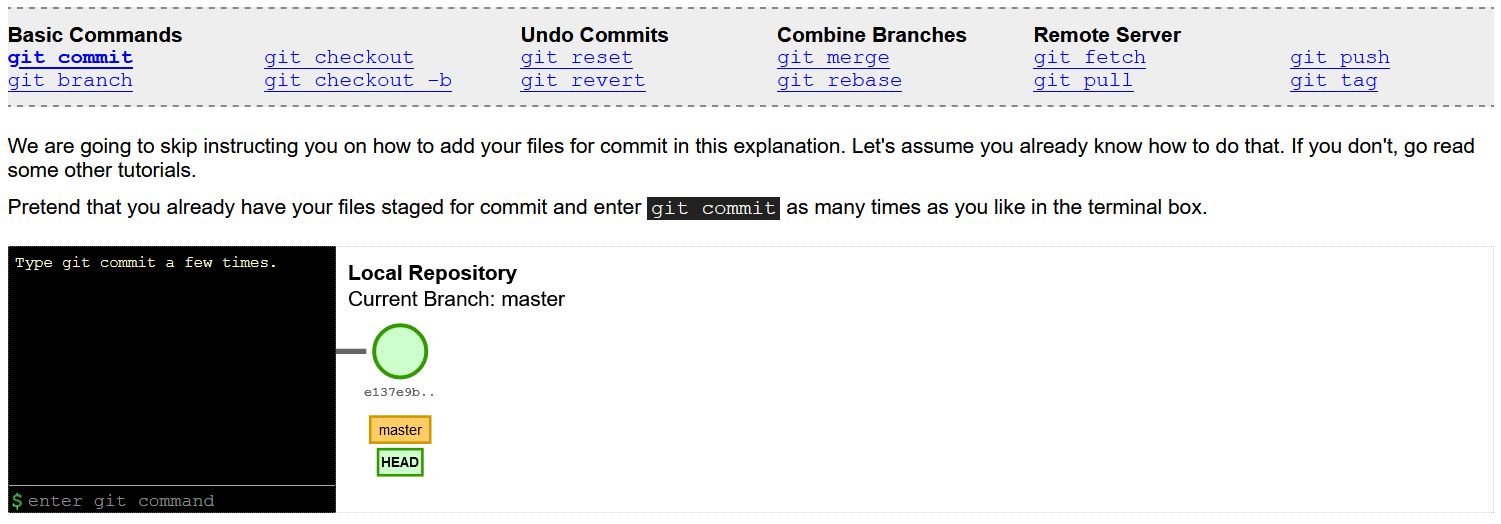 Basic Commands
Undo Commits
Combine Branches
Remote Server
git commit
git checkout
git reset
git merge
git fetch
git push
git branch
git checkout -b
git revert
git rebase
git pull
git tag
We are going to skip instructing you on how to add your files for commit in this explanation. Let's assume you already know how to do that. If you don't, go read
some other tutorials.
Pretend that you already have your files staged for commit and enter git commit as many times as you like in the terminal box.
Type git commit a few times.
$ enter git command
Local Repository
Current Branch: master
e137e9b..
master
HEAD